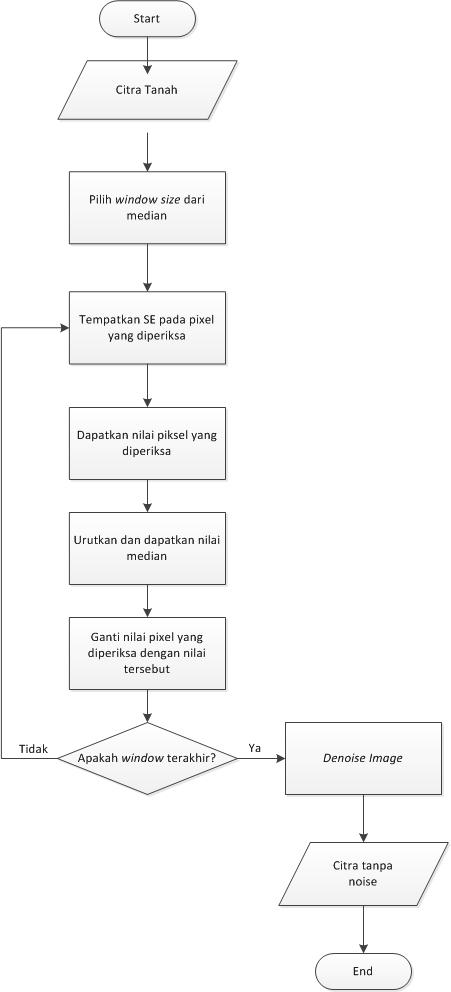 Start
Citra Tanah
Pilih window size dari
median
Tempatkan SE pada pixel
yang diperiksa
Dapatkan nilai piksel yang
diperiksa
Urutkan dan dapatkan nilai
median
Ganti nilai pixel yang
diperiksa dengan nilai
tersebut
Tidak
Apakah window terakhir?
Ya
Denoise Image
Citra tanpa
noise
End